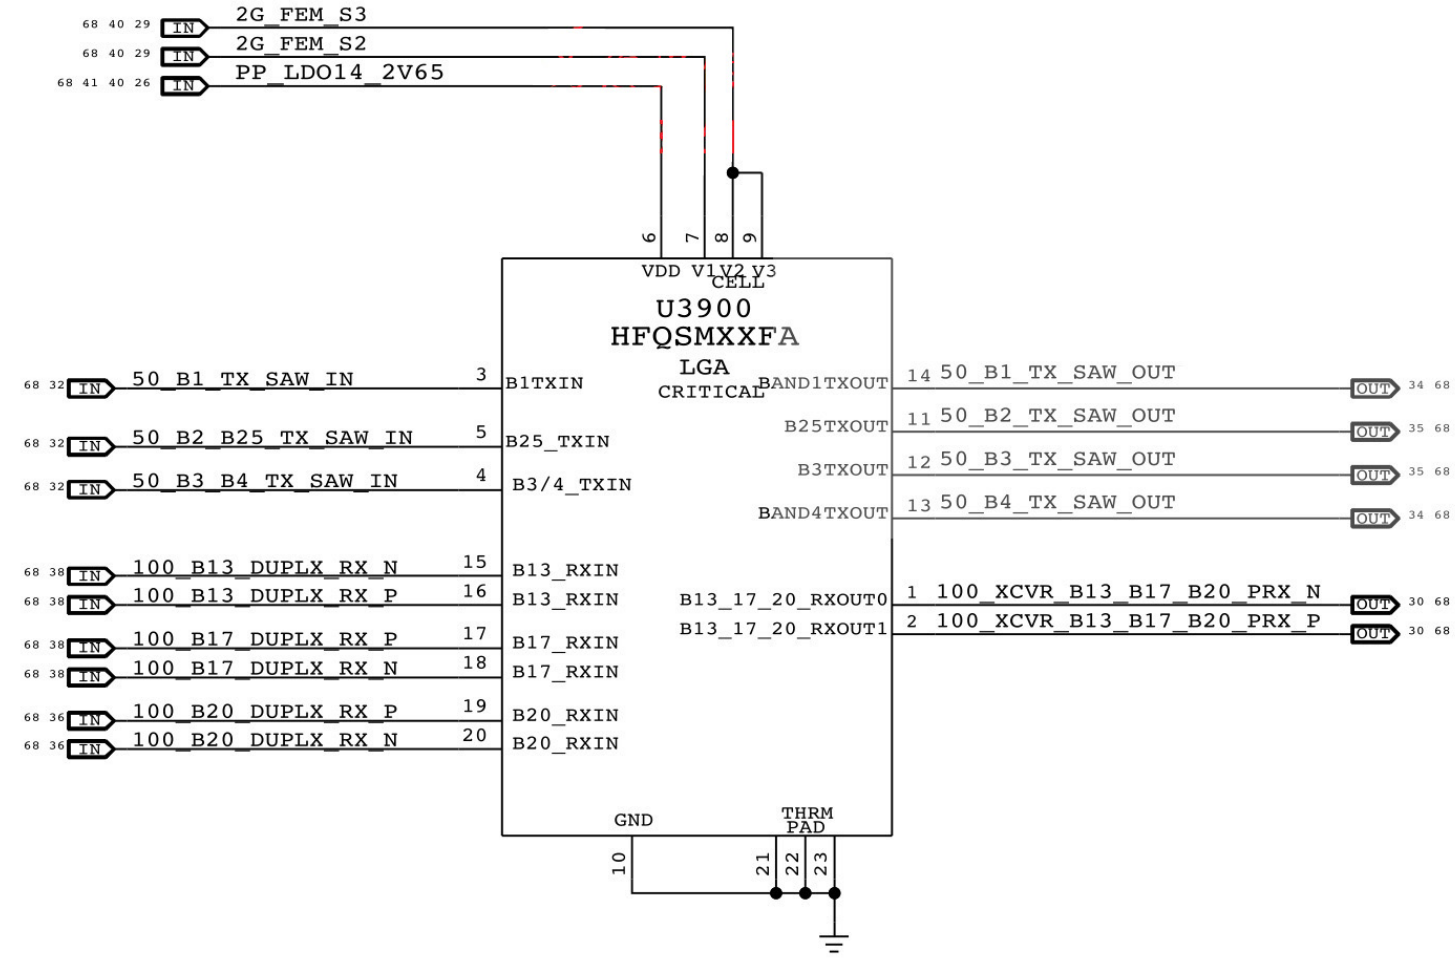 68 40 29 IN 2G_FEM_S3
68 40 29 IN 2G_FEM_S2
68 41 40 26 IN PP_LDO14_2V65
6 7 8 9
VDD V1 V2 V3
CELL
U3900
HFQSMXXFA
LGA
CRITICAL
68 32 IN 50_B1_TX_SAW_IN 3 B1TXIN
68 32 IN 50_B2_B25_TX_SAW_IN 5 B25_TXIN
68 32 IN 50_B3_B4_TX_SAW_IN 4 B3/4_TXIN
68 38 IN 100_B13_DUPLX_RX_N 15 B13_RXIN
68 38 IN 100_B13_DUPLX_RX_P 16 B13_RXIN
68 38 IN 100_B17_DUPLX_RX_P 17 B17_RXIN
68 38 IN 100_B17_DUPLX_RX_N 18 B17_RXIN
68 36 IN 100_B20_DUPLX_RX_P 19 B20_RXIN
68 36 IN 100_B20_DUPLX_RX_N 20 B20_RXIN
BAND1TXOUT 14 50_B1_TX_SAW_OUT OUT 34 68
B25TXOUT 11 50_B2_TX_SAW_OUT OUT 35 68
B3TXOUT 12 50_B3_TX_SAW_OUT OUT 35 68
BAND4TXOUT 13 50_B4_TX_SAW_OUT OUT 34 68
B13_17_20_RXOUT0 1 100_XCVR_B13_B17_B20_PRX_N OUT 30 68
B13_17_20_RXOUT1 2 100_XCVR_B13_B17_B20_PRX_P OUT 30 68
GND
THRM
PAD
10 21 22 23